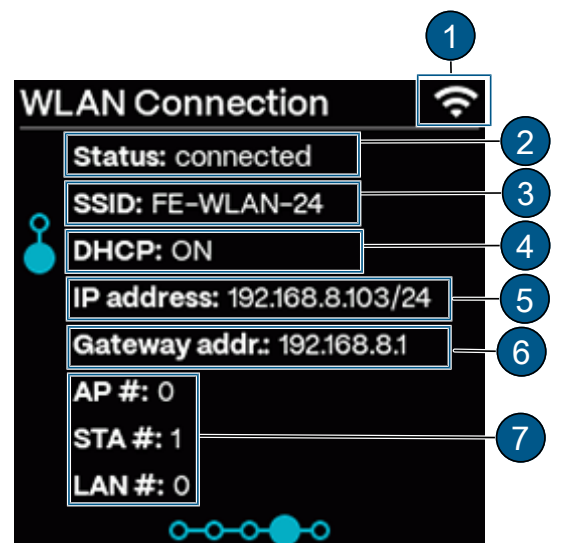 1
WLAN Connection
Status: connected
2
SSID: FE-WLAN-24
3
DHCP: ON
4
IP address: 192.168.8.103/24
5
Gateway addr.: 192.168.8.1
6
AP #: 0
STA #: 1
7
LAN #: 0